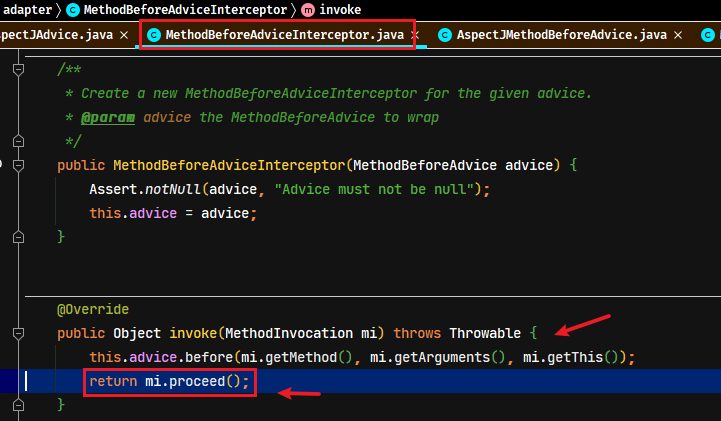 adapter > MethodBeforeAdviceInterceptor > invoke
spectJAdvice.java × MethodBeforeAdviceInterceptor.java × AspectJMethodBeforeAdvice.java ×
/**
 * Create a new MethodBeforeAdviceInterceptor for the given advice.
 * @param advice the MethodBeforeAdvice to wrap
 */
public MethodBeforeAdviceInterceptor(MethodBeforeAdvice advice) {
Assert.notNull(advice, "Advice must not be null");
this.advice = advice;
}
@Override
public Object invoke(MethodInvocation mi) throws Throwable {
this.advice.before(mi.getMethod(), mi.getArguments(), mi.getThis());
return mi.proceed();
}